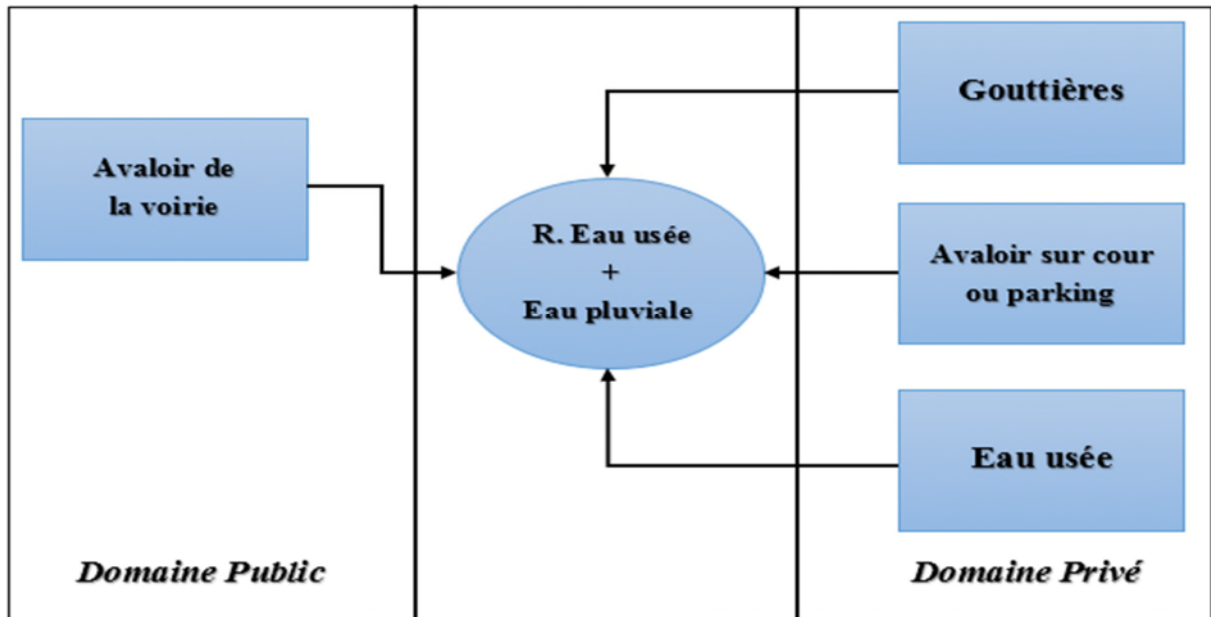 Avaloir de
la voirie
Domaine Public
R. Eau usée
+
Eau pluviale
Gouttières
Avaloir sur cour
ou parking
Eau usée
Domaine Privé